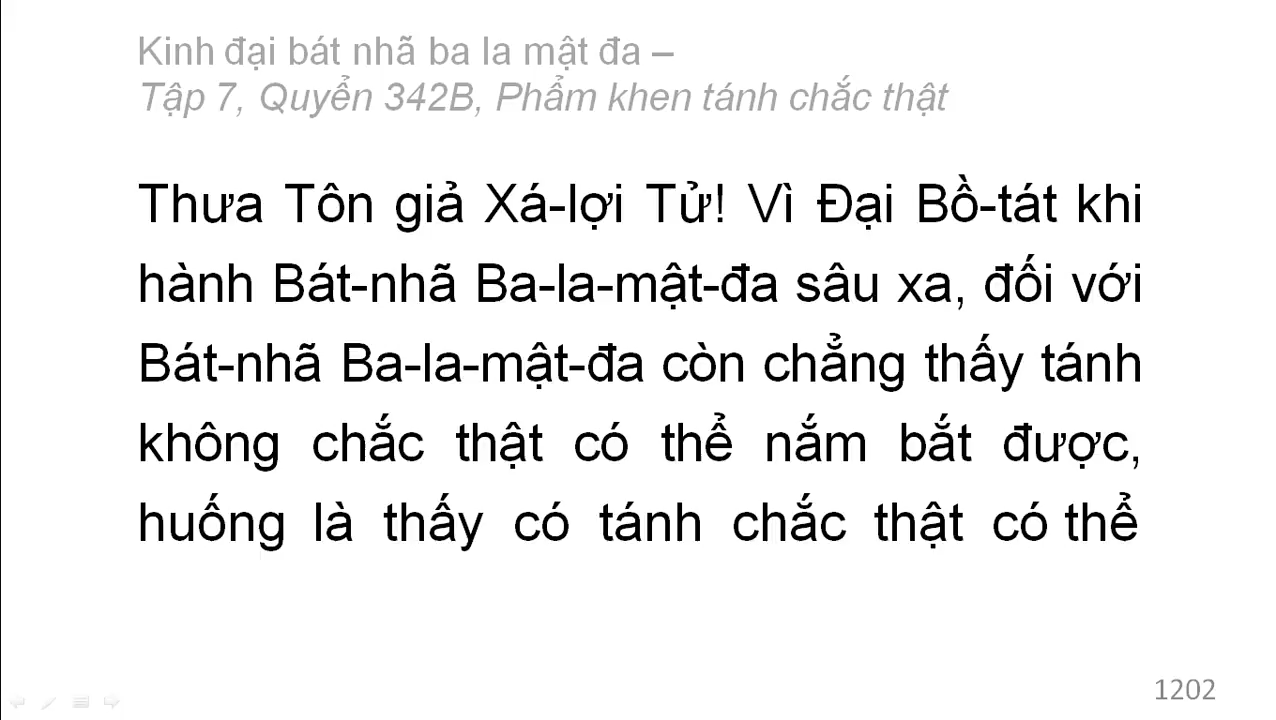 Kinh đại bát nhã ba la mật đa –
Tập 7, Quyển 342B, Phẩm khen tánh chắc thật
Thưa Tôn giả Xá-lợi Tử! Vì Đại Bồ-tát khi
hành Bát-nhã Ba-la-mật-đa sâu xa, đối với
Bát-nhã Ba-la-mật-đa còn chẳng thấy tánh
không chắc thật có thể nắm bắt được,
huống là thấy có tánh chắc thật có thể
1202